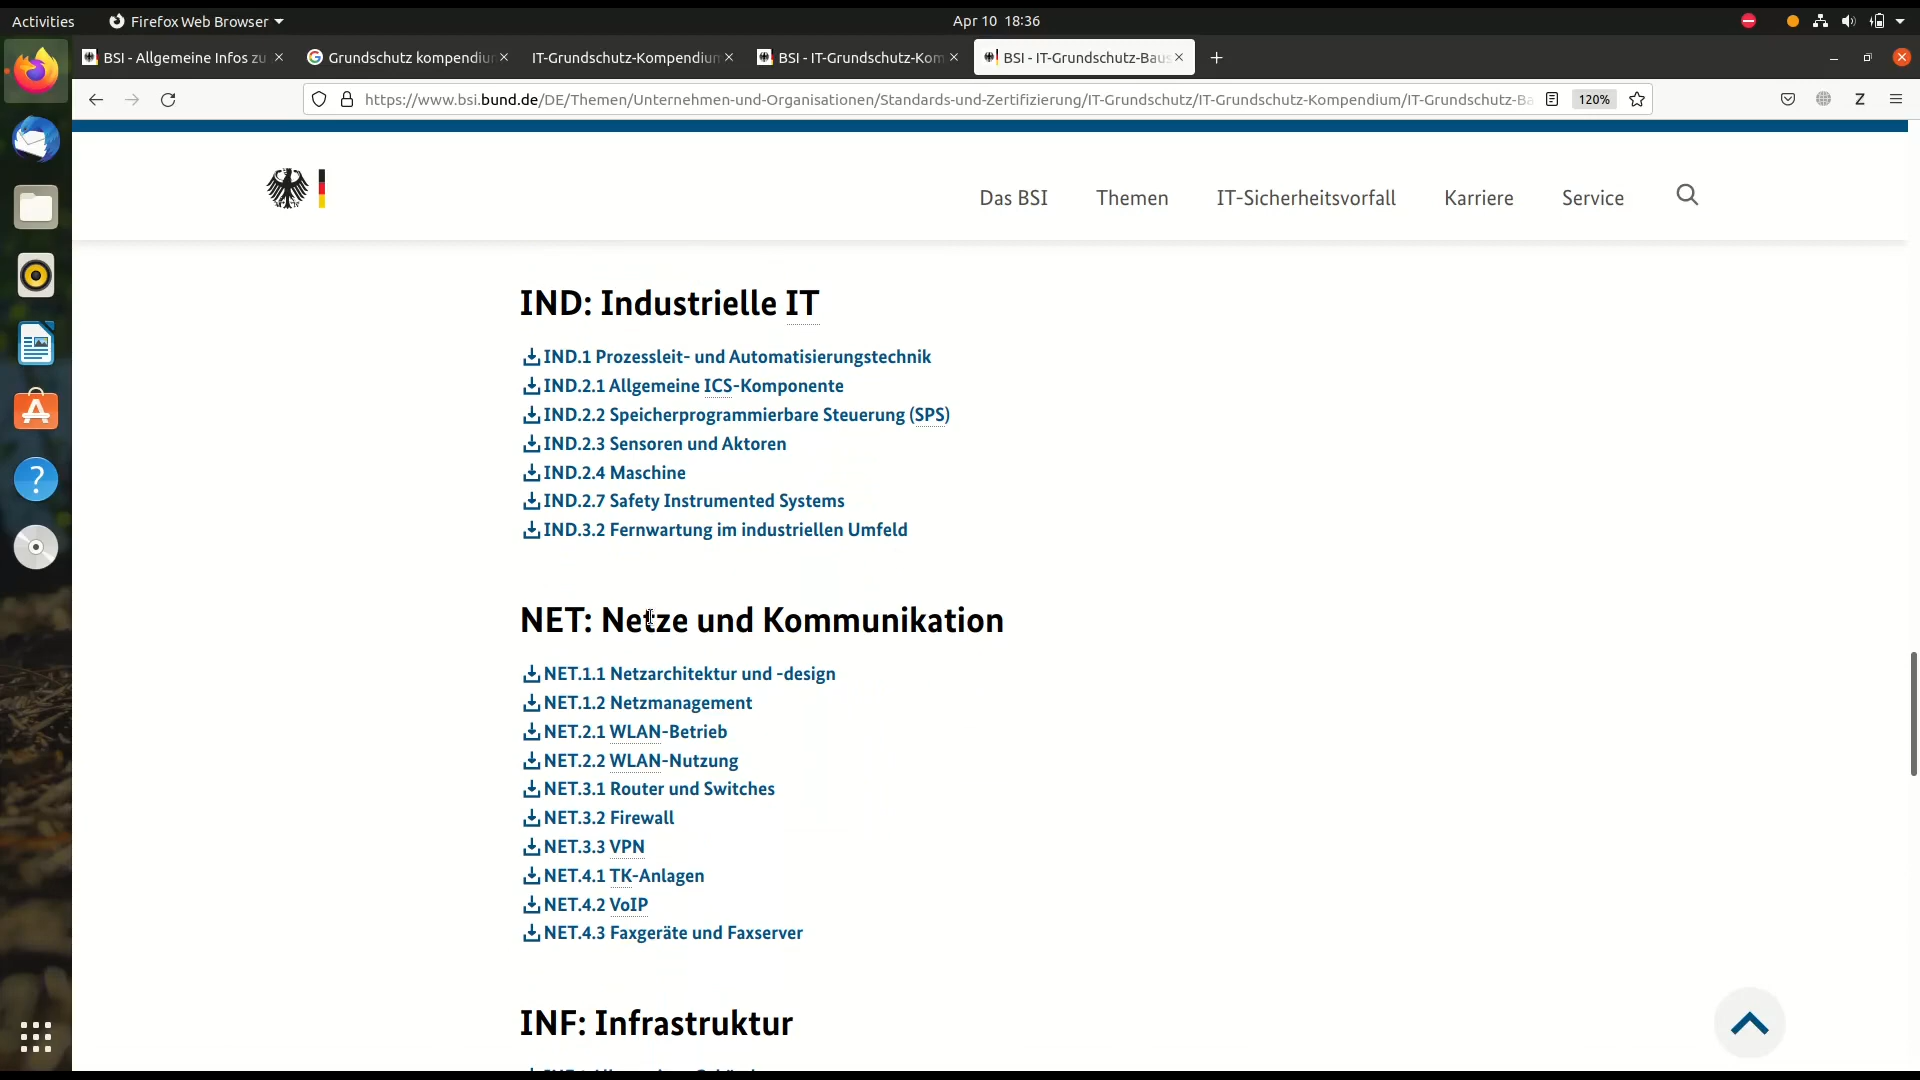 Activities
Firefox Web Browser
Apr 10 18:36
BSI - Allgemeine Infos zu
Grundschutz kompendiu
IT-Grundschutz-Kompendium
BSI - IT-Grundschutz-Kom
BSI - IT-Grundschutz-Baus
https://www.bsi.bund.de/DE/Themen/Unternehmen-und-Organisationen/Standards-und-Zertifizierung/IT-Grundschutz/IT-Grundschutz-Kompendium/IT-Grundschutz-Ba
120%
Z
Das BSI
Themen
IT-Sicherheitsvorfall
Karriere
Service
IND: Industrielle IT
IND.1 Prozessleit- und Automatisierungstechnik
IND.2.1 Allgemeine ICS-Komponente
IND.2.2 Speicherprogrammierbare Steuerung (SPS)
IND.2.3 Sensoren und Aktoren
IND.2.4 Maschine
IND.2.7 Safety Instrumented Systems
IND.3.2 Fernwartung im industriellen Umfeld
NET: Netze und Kommunikation
NET.1.1 Netzarchitektur und -design
NET.1.2 Netzmanagement
NET.2.1 WLAN-Betrieb
NET.2.2 WLAN-Nutzung
NET.3.1 Router und Switches
NET.3.2 Firewall
NET.3.3 VPN
NET.4.1 TK-Anlagen
NET.4.2 VoIP
NET.4.3 Faxgeräte und Faxserver
INF: Infrastruktur